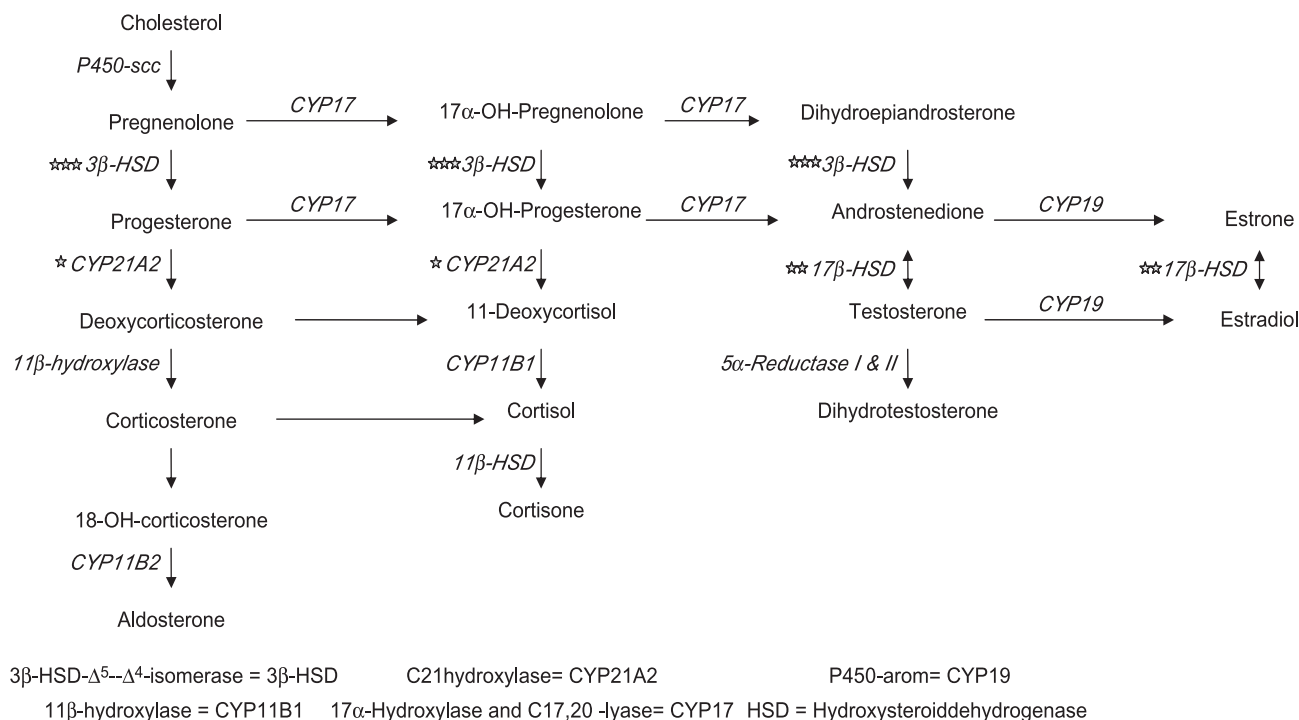 Cholesterol
P450-scc
CYP17 CYP17
Pregnenolone 17α-OH-Pregnenolone Dihydroepiandrosterone
☆☆☆3β-HSD ☆☆☆3β-HSD ☆☆☆3β-HSD
CYP17 CYP17 CYP19
Progesterone 17α-OH-Progesterone Androstenedione Estrone
☆CYP21A2 ☆CYP21A2 ☆☆17β-HSD ☆☆17β-HSD
CYP19
Deoxycorticosterone 11-Deoxycortisol Testosterone Estradiol
11β-hydroxylase CYP11B1 5α-Reductase I & II
Corticosterone Cortisol Dihydrotestosterone
11β-HSD
18-OH-corticosterone Cortisone
CYP11B2
Aldosterone
3β-HSD-Δ⁵--Δ⁴-isomerase = 3β-HSD C21hydroxylase= CYP21A2 P450-arom= CYP19
11β-hydroxylase = CYP11B1 17α-Hydroxylase and C17,20 -lyase= CYP17 HSD = Hydroxysteroiddehydrogenase